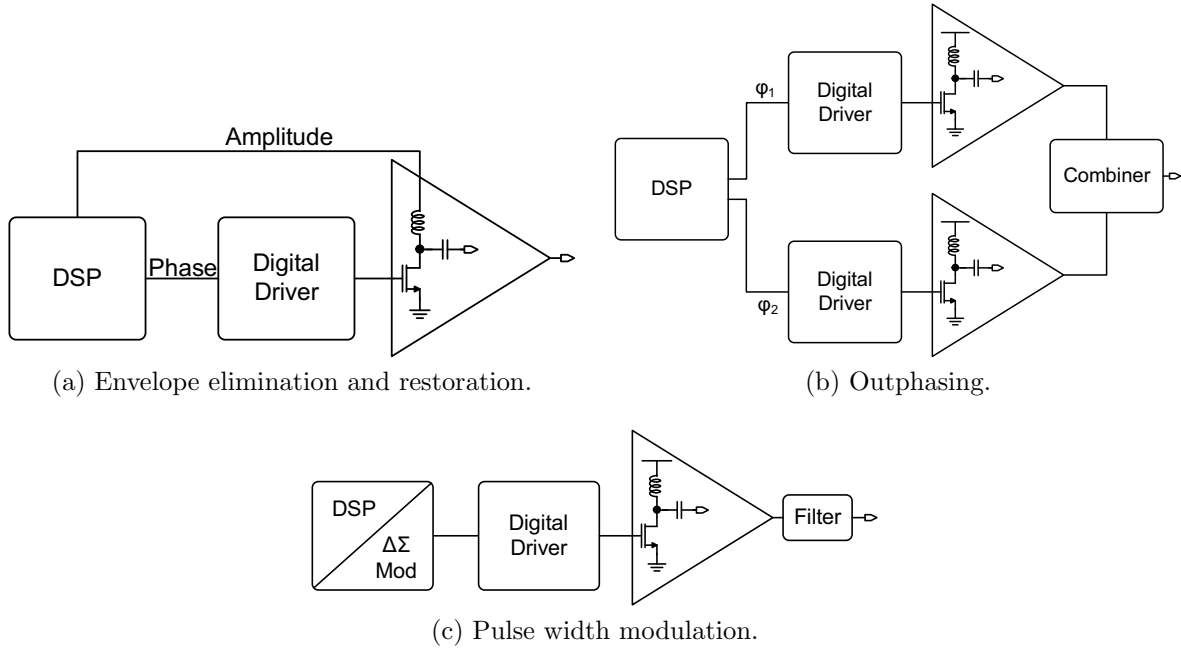 Amplitude
DSP
Phase
Digital
Driver
(a) Envelope elimination and restoration.
φ1
Digital
Driver
DSP
Combiner
φ2
Digital
Driver
(b) Outphasing.
DSP
ΔΣ
Mod
Digital
Driver
Filter
(c) Pulse width modulation.